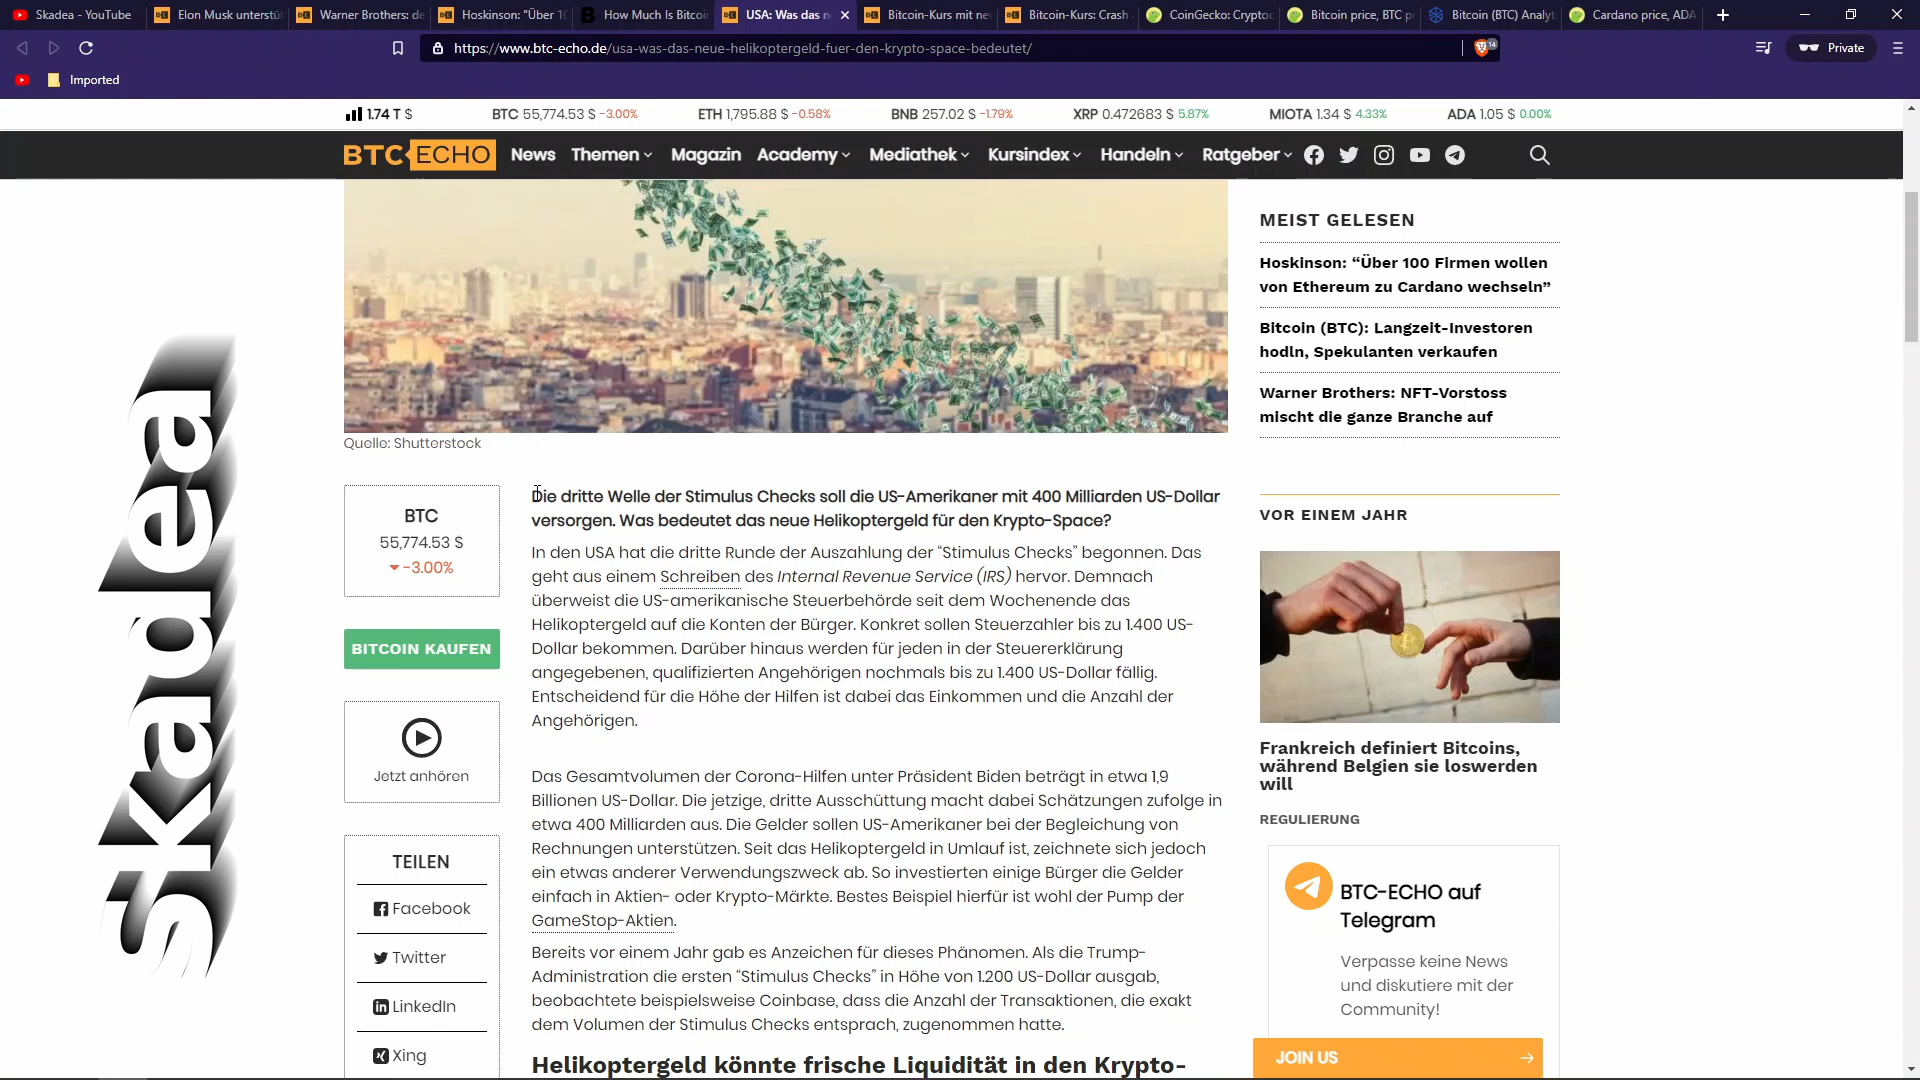 Skadea - YouTube
Elon Musk unterstü
Warner Brothers: de
Hoskinson: "Über 10
How Much Is Bitcoin
USA: Was das n
Bitcoin-Kurs mit ne
Bitcoin-Kurs: Crash
CoinGecko: Cryptoc
Bitcoin price, BTC p
Bitcoin (BTC) Analyt
Cardano price, ADA
https://www.btc-echo.de/usa-was-das-neue-helikoptergeld-fuer-den-krypto-space-bedeutet/
14
Private
Imported
1.74 T $
BTC 55,774.53 $ -3.00%
ETH 1,795.88 $ -0.58%
BNB 257.02 $ -1.79%
XRP 0.472683 $ 5.87%
MIOTA 1.34 $ 4.33%
ADA 1.05 $ 0.00%
BTC ECHO
News
Themen
Magazin
Academy
Mediathek
Kursindex
Handeln
Ratgeber
Quelle: Shutterstock
Skadea
BTC
55,774.53 $
-3.00%
BITCOIN KAUFEN
Jetzt anhören
TEILEN
Facebook
Twitter
LinkedIn
Xing
Die dritte Welle der Stimulus Checks soll die US-Amerikaner mit 400 Milliarden US-Dollar
versorgen. Was bedeutet das neue Helikoptergeld für den Krypto-Space?
In den USA hat die dritte Runde der Auszahlung der “Stimulus Checks” begonnen. Das
geht aus einem Schreiben des Internal Revenue Service (IRS) hervor. Demnach
überweist die US-amerikanische Steuerbehörde seit dem Wochenende das
Helikoptergeld auf die Konten der Bürger. Konkret sollen Steuerzahler bis zu 1.400 US-
Dollar bekommen. Darüber hinaus werden für jeden in der Steuererklärung
angegebenen, qualifizierten Angehörigen nochmals bis zu 1.400 US-Dollar fällig.
Entscheidend für die Höhe der Hilfen ist dabei das Einkommen und die Anzahl der
Angehörigen.
Das Gesamtvolumen der Corona-Hilfen unter Präsident Biden beträgt in etwa 1,9
Billionen US-Dollar. Die jetzige, dritte Ausschüttung macht dabei Schätzungen zufolge in
etwa 400 Milliarden aus. Die Gelder sollen US-Amerikaner bei der Begleichung von
Rechnungen unterstützen. Seit das Helikoptergeld in Umlauf ist, zeichnete sich jedoch
ein etwas anderer Verwendungszweck ab. So investierten einige Bürger die Gelder
einfach in Aktien- oder Krypto-Märkte. Bestes Beispiel hierfür ist wohl der Pump der
GameStop-Aktien.
Bereits vor einem Jahr gab es Anzeichen für dieses Phänomen. Als die Trump-
Administration die ersten “Stimulus Checks” in Höhe von 1.200 US-Dollar ausgab,
beobachtete beispielsweise Coinbase, dass die Anzahl der Transaktionen, die exakt
dem Volumen der Stimulus Checks entsprach, zugenommen hatte.
Helikoptergeld könnte frische Liquidität in den Krypto-
MEIST GELESEN
Hoskinson: “Über 100 Firmen wollen
von Ethereum zu Cardano wechseln”
Bitcoin (BTC): Langzeit-Investoren
hodln, Spekulanten verkaufen
Warner Brothers: NFT-Vorstoss
mischt die ganze Branche auf
VOR EINEM JAHR
Frankreich definiert Bitcoins,
während Belgien sie loswerden
will
REGULIERUNG
BTC-ECHO auf
Telegram
Verpasse keine News
und diskutiere mit der
Community!
JOIN US